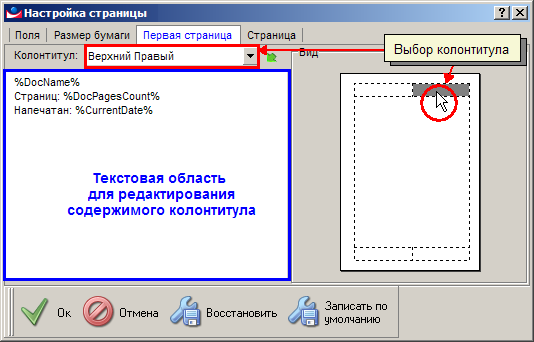 Настройка страницы
Поля Размер бумаги Первая страница Страница
Колонтитул: Верхний Правый
Вид
Выбор колонтитула
%DocName%
Страниц: %DocPagesCount%
Напечатан: %CurrentDate%
Текстовая область
для редактирования
содержимого колонтитула
Ок Отмена Восстановить Записать по
умолчанию